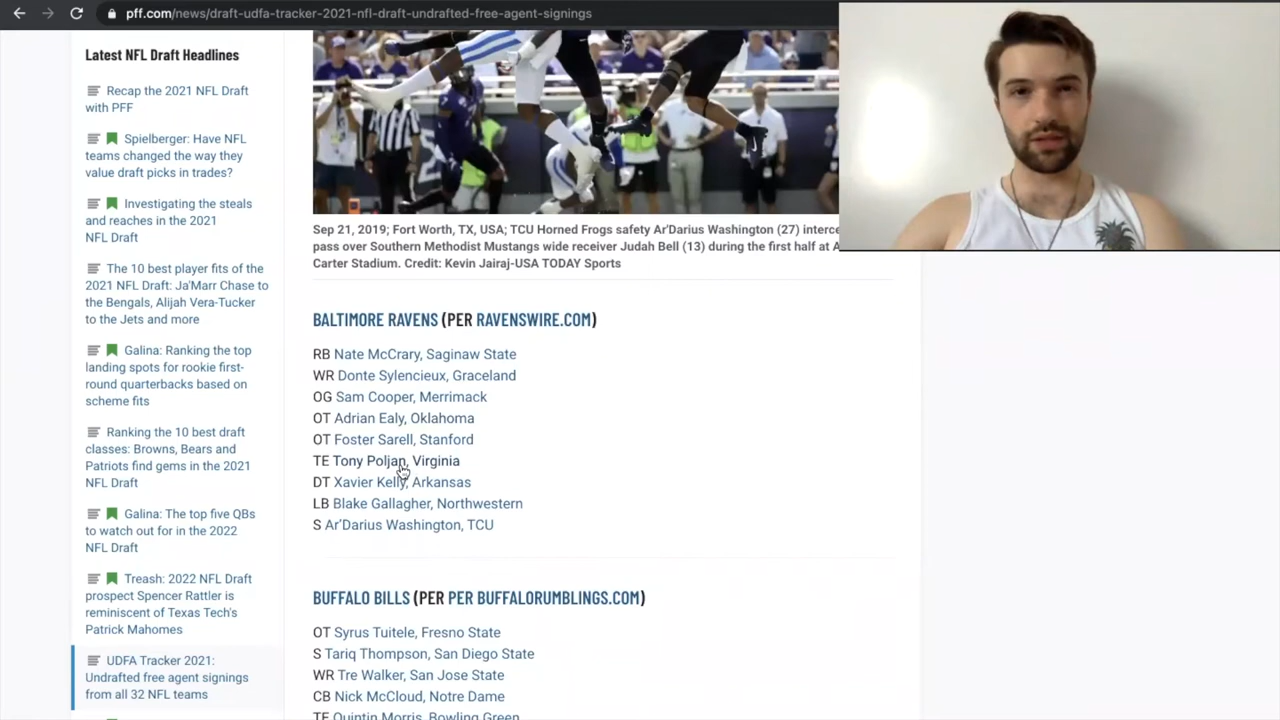 pff.com/news/draft-udfa-tracker-2021-nfl-draft-undrafted-free-agent-signings
Latest NFL Draft Headlines
Recap the 2021 NFL Draft
with PFF
Spielberger: Have NFL
teams changed the way they
value draft picks in trades?
Investigating the steals
and reaches in the 2021
NFL Draft
The 10 best player fits of the
2021 NFL Draft: Ja'Marr Chase to
the Bengals, Alijah Vera-Tucker
to the Jets and more
Galina: Ranking the top
landing spots for rookie first-
round quarterbacks based on
scheme fits
Ranking the 10 best draft
classes: Browns, Bears and
Patriots find gems in the 2021
NFL Draft
Galina: The top five QBs
to watch out for in the 2022
NFL Draft
Treash: 2022 NFL Draft
prospect Spencer Rattler is
reminiscent of Texas Tech's
Patrick Mahomes
UDFA Tracker 2021:
Undrafted free agent signings
from all 32 NFL teams
Sep 21, 2019; Fort Worth, TX, USA; TCU Horned Frogs safety Ar'Darius Washington (27) interce
pass over Southern Methodist Mustangs wide receiver Judah Bell (13) during the first half at A
Carter Stadium. Credit: Kevin Jairaj-USA TODAY Sports
BALTIMORE RAVENS (PER RAVENSWIRE.COM)
RB Nate McCrary, Saginaw State
WR Donte Sylencieux, Graceland
OG Sam Cooper, Merrimack
OT Adrian Ealy, Oklahoma
OT Foster Sarell, Stanford
TE Tony Poljan, Virginia
DT Xavier Kelly, Arkansas
LB Blake Gallagher, Northwestern
S Ar'Darius Washington, TCU
BUFFALO BILLS (PER PER BUFFALORUMBLINGS.COM)
OT Syrus Tuitele, Fresno State
S Tariq Thompson, San Diego State
WR Tre Walker, San Jose State
CB Nick McCloud, Notre Dame
TE Quintin Morris, Bowling Green